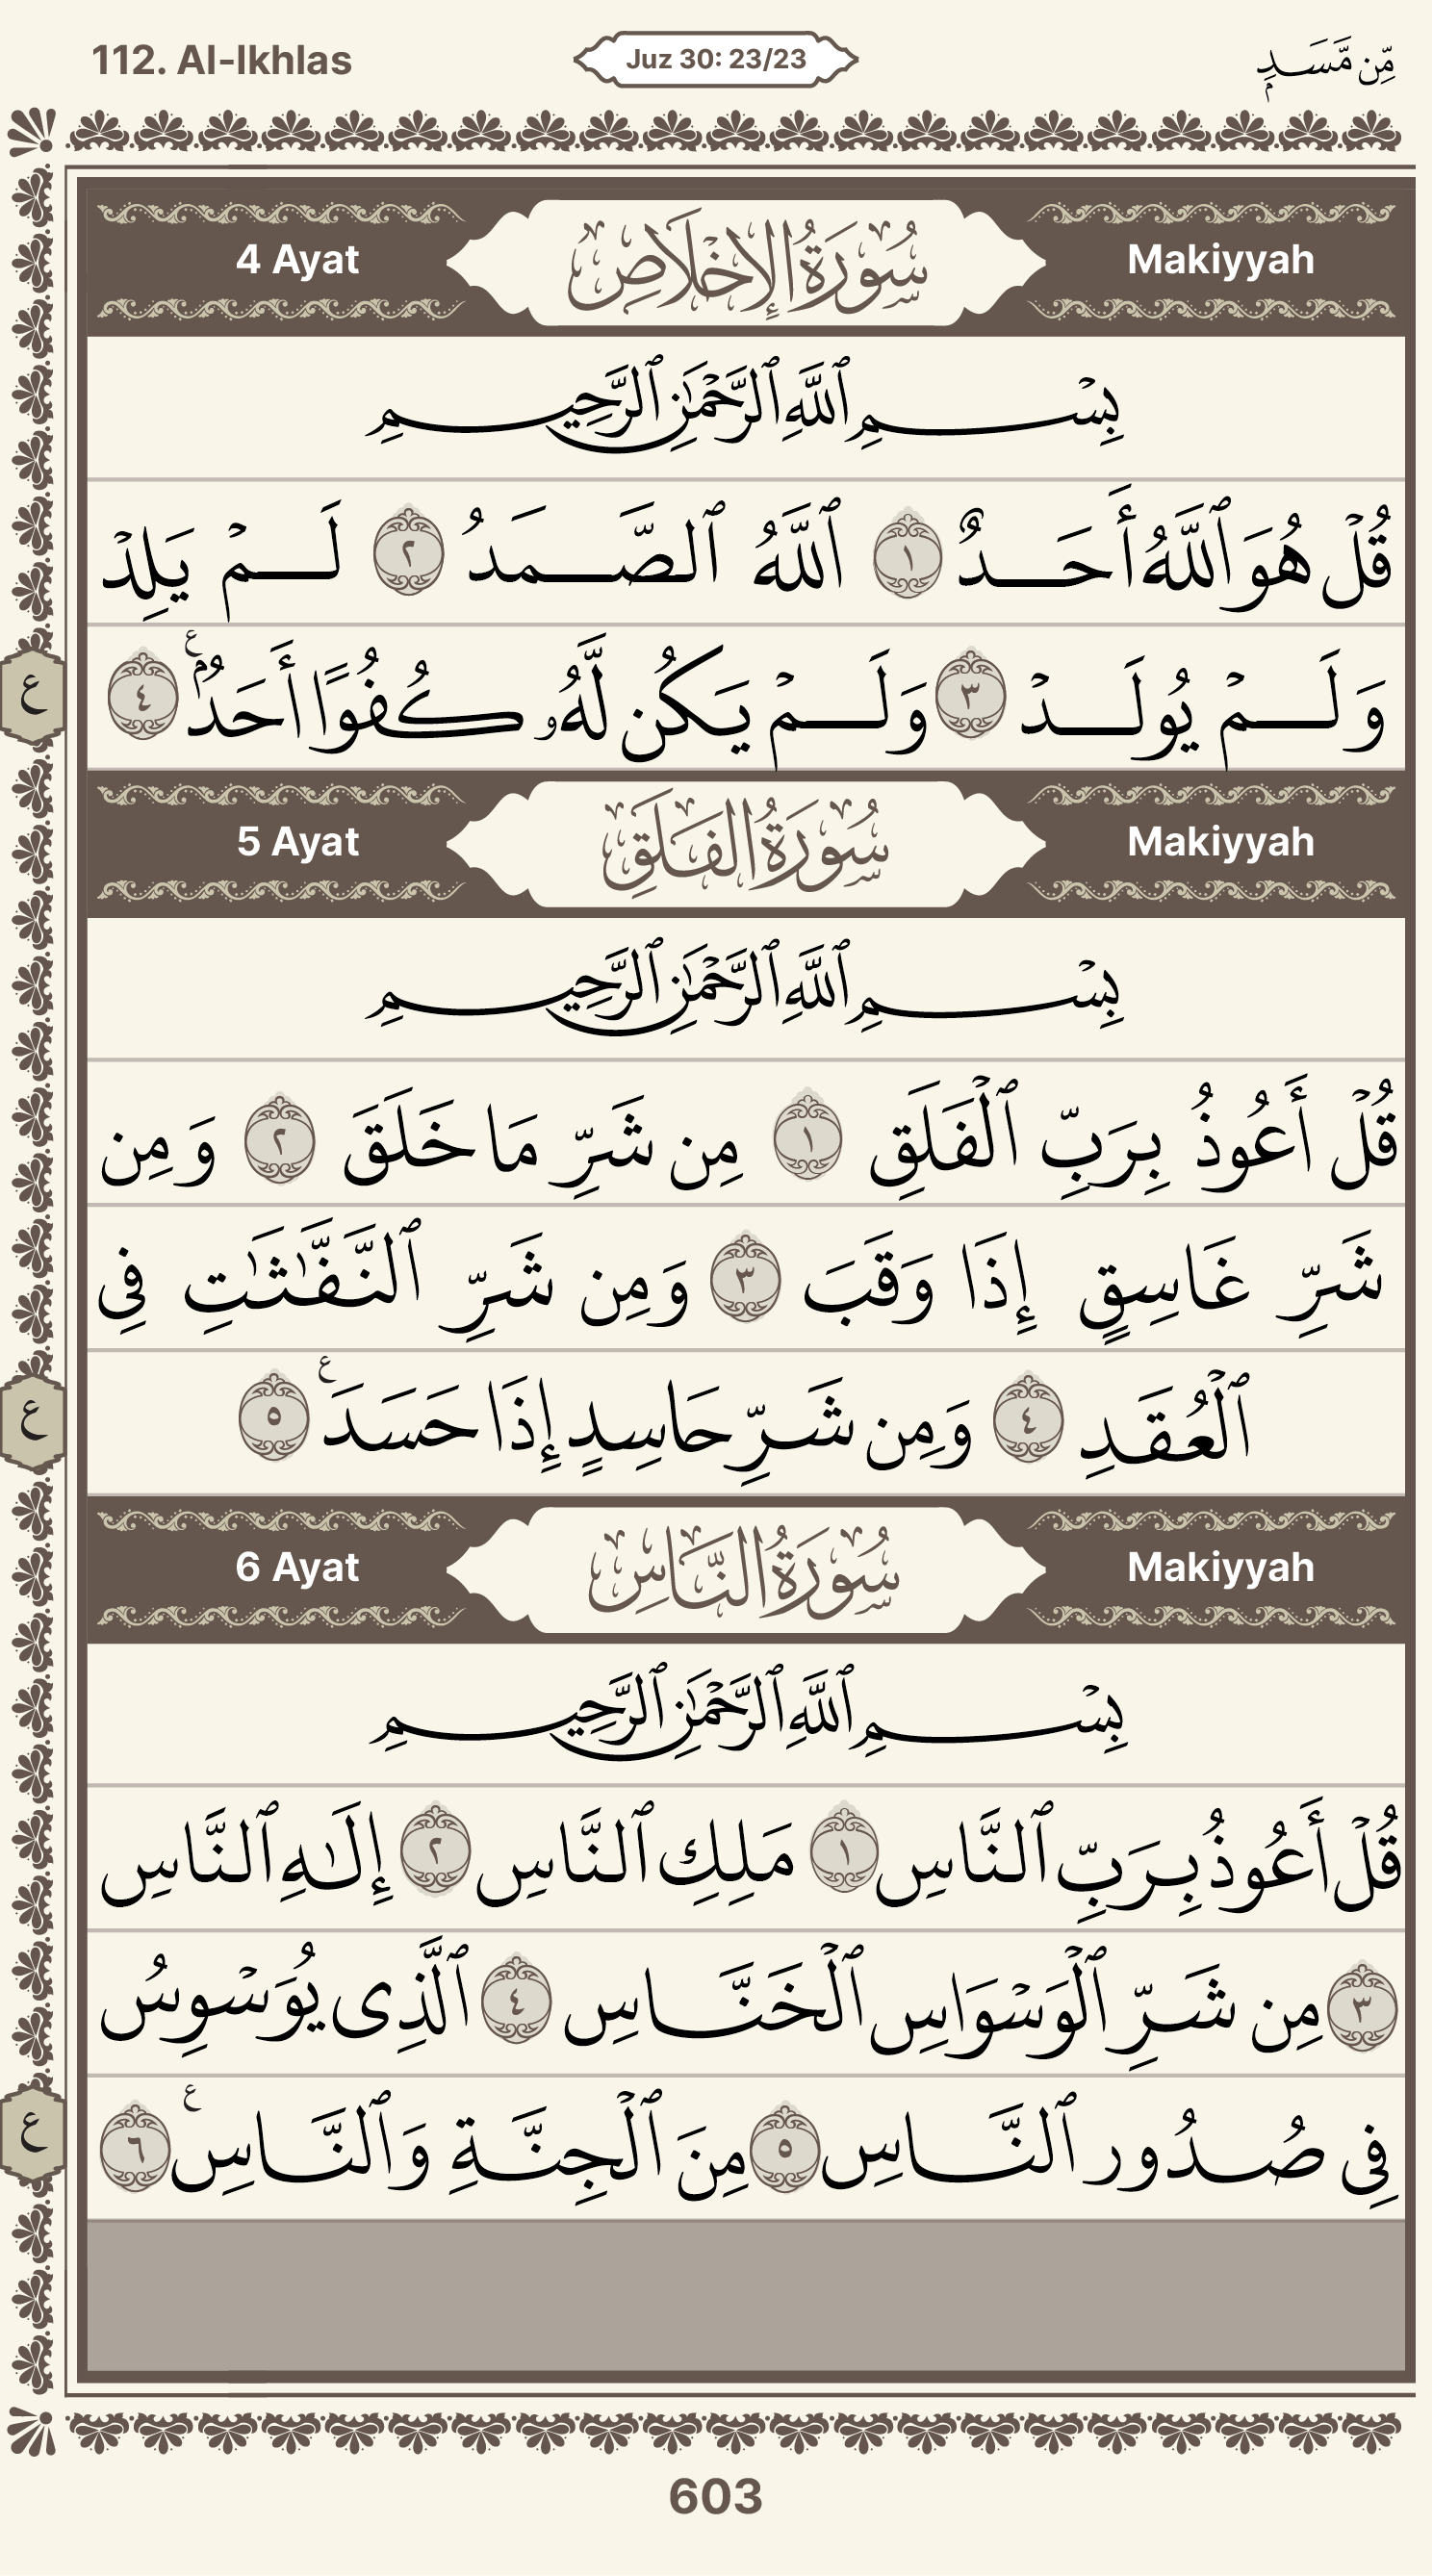 112. Al-Ikhlas
Juz 30: 23/23
مِّن مَّسَدٍۭ
4 Ayat سُورَةُ الإِخْلَاصِ Makiyyah
بِسْمِ ٱللَّهِ ٱلرَّحْمَٰنِ ٱلرَّحِيمِ
قُلْ هُوَ ٱللَّهُ أَحَدٌ ١ ٱللَّهُ ٱلصَّمَدُ ٢ لَمْ يَلِدْ
وَلَمْ يُولَدْ ٣ وَلَمْ يَكُن لَّهُۥ كُفُوًا أَحَدٌۢ ٤
ع
5 Ayat سُورَةُ الفَلَقِ Makiyyah
بِسْمِ ٱللَّهِ ٱلرَّحْمَٰنِ ٱلرَّحِيمِ
قُلْ أَعُوذُ بِرَبِّ ٱلْفَلَقِ ١ مِن شَرِّ مَا خَلَقَ ٢ وَمِن
شَرِّ غَاسِقٍ إِذَا وَقَبَ ٣ وَمِن شَرِّ ٱلنَّفَّٰثَٰتِ فِى
ٱلْعُقَدِ ٤ وَمِن شَرِّ حَاسِدٍ إِذَا حَسَدَ ٥
ع
6 Ayat سُورَةُ النَّاسِ Makiyyah
بِسْمِ ٱللَّهِ ٱلرَّحْمَٰنِ ٱلرَّحِيمِ
قُلْ أَعُوذُ بِرَبِّ ٱلنَّاسِ ١ مَلِكِ ٱلنَّاسِ ٢ إِلَٰهِ ٱلنَّاسِ
٣ مِن شَرِّ ٱلْوَسْوَاسِ ٱلْخَنَّاسِ ٤ ٱلَّذِى يُوَسْوِسُ
فِى صُدُورِ ٱلنَّاسِ ٥ مِنَ ٱلْجِنَّةِ وَٱلنَّاسِ ٦
ع
603